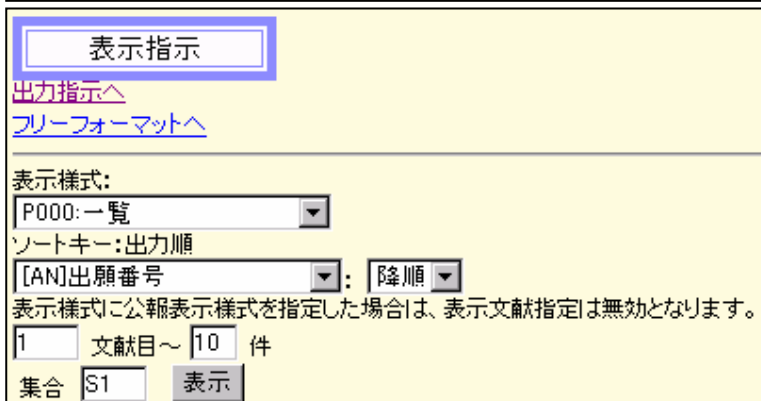 表示指示
出力指示へ
フリーフォーマットへ
表示様式:
P000:一覧
ソートキー:出力順
[AN]出願番号 : 降順
表示様式に公報表示様式を指定した場合は、表示文献指定は無効となります。
1 文献目～ 10 件
集合 S1 表示